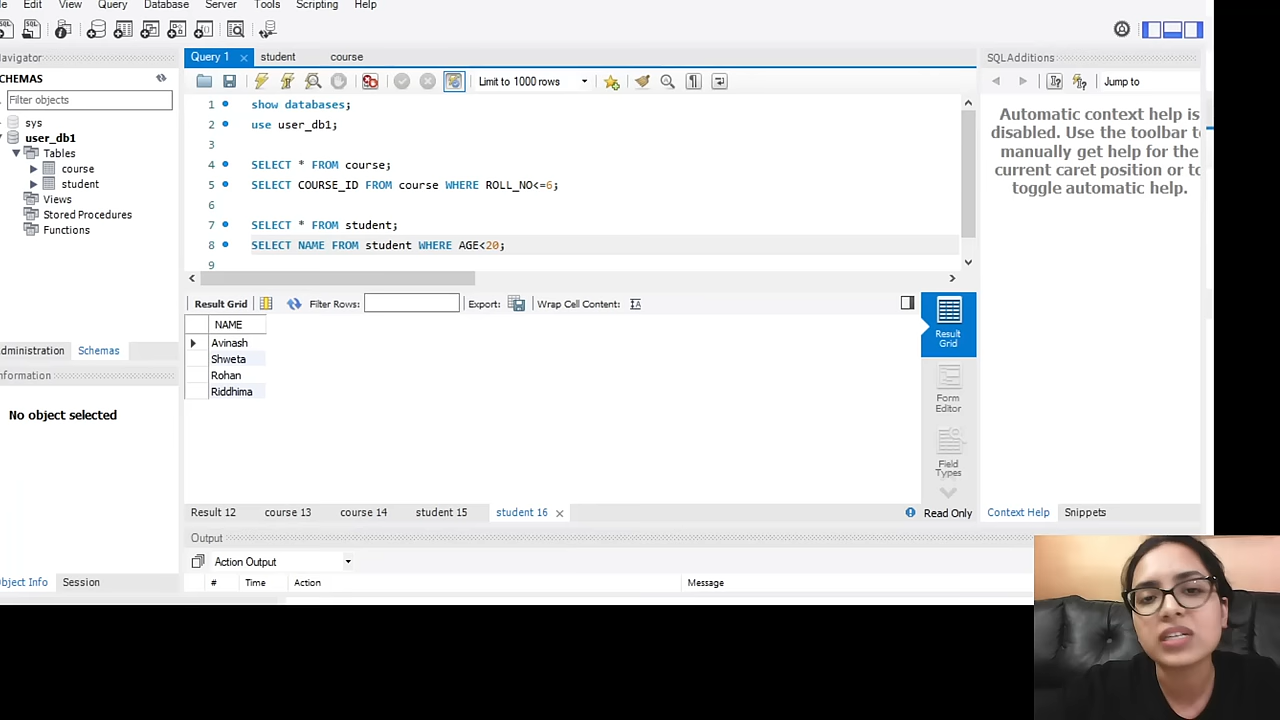 Edit View Query Database Server Tools Scripting Help
Query 1 student course
Limit to 1000 rows
1 show databases;
2 use user_db1;
3
4 SELECT * FROM course;
5 SELECT COURSE_ID FROM course WHERE ROLL_NO<=6;
6
7 SELECT * FROM student;
8 SELECT NAME FROM student WHERE AGE<20;
9
avigator
CHEMAS
Filter objects
sys
user_db1
Tables
course
student
Views
Stored Procedures
Functions
dministration Schemas
nformation
No object selected
bject Info Session
Result Grid Filter Rows: Export: Wrap Cell Content:
NAME
Avinash
Shweta
Rohan
Riddhima
Result Grid
Form Editor
Field Types
Result 12 course 13 course 14 student 15 student 16 Read Only
Output
Action Output
# Time Action Message
SQLAdditions
Jump to
Automatic context help is
disabled. Use the toolbar t
manually get help for the
current caret position or to
toggle automatic help.
Context Help Snippets